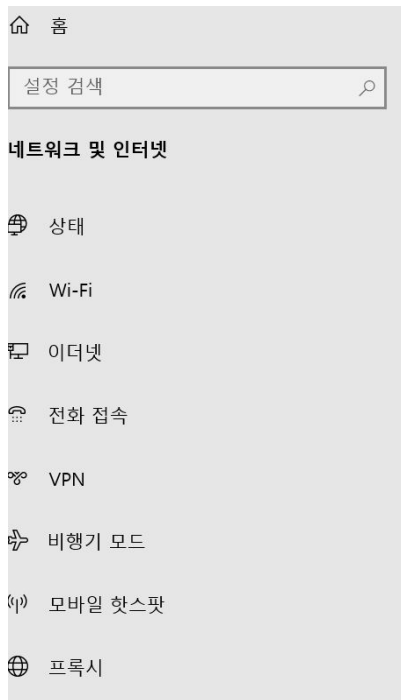 홈
설정 검색
네트워크 및 인터넷
상태
Wi-Fi
이더넷
전화 접속
VPN
비행기 모드
모바일 핫스팟
프록시